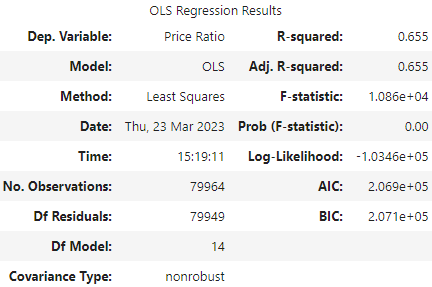 OLS Regression Results
Dep. Variable: Price Ratio R-squared: 0.655
Model: OLS Adj. R-squared: 0.655
Method: Least Squares F-statistic: 1.086e+04
Date: Thu, 23 Mar 2023 Prob (F-statistic): 0.00
Time: 15:19:11 Log-Likelihood: -1.0346e+05
No. Observations: 79964 AIC: 2.069e+05
Df Residuals: 79949 BIC: 2.071e+05
Df Model: 14
Covariance Type: nonrobust